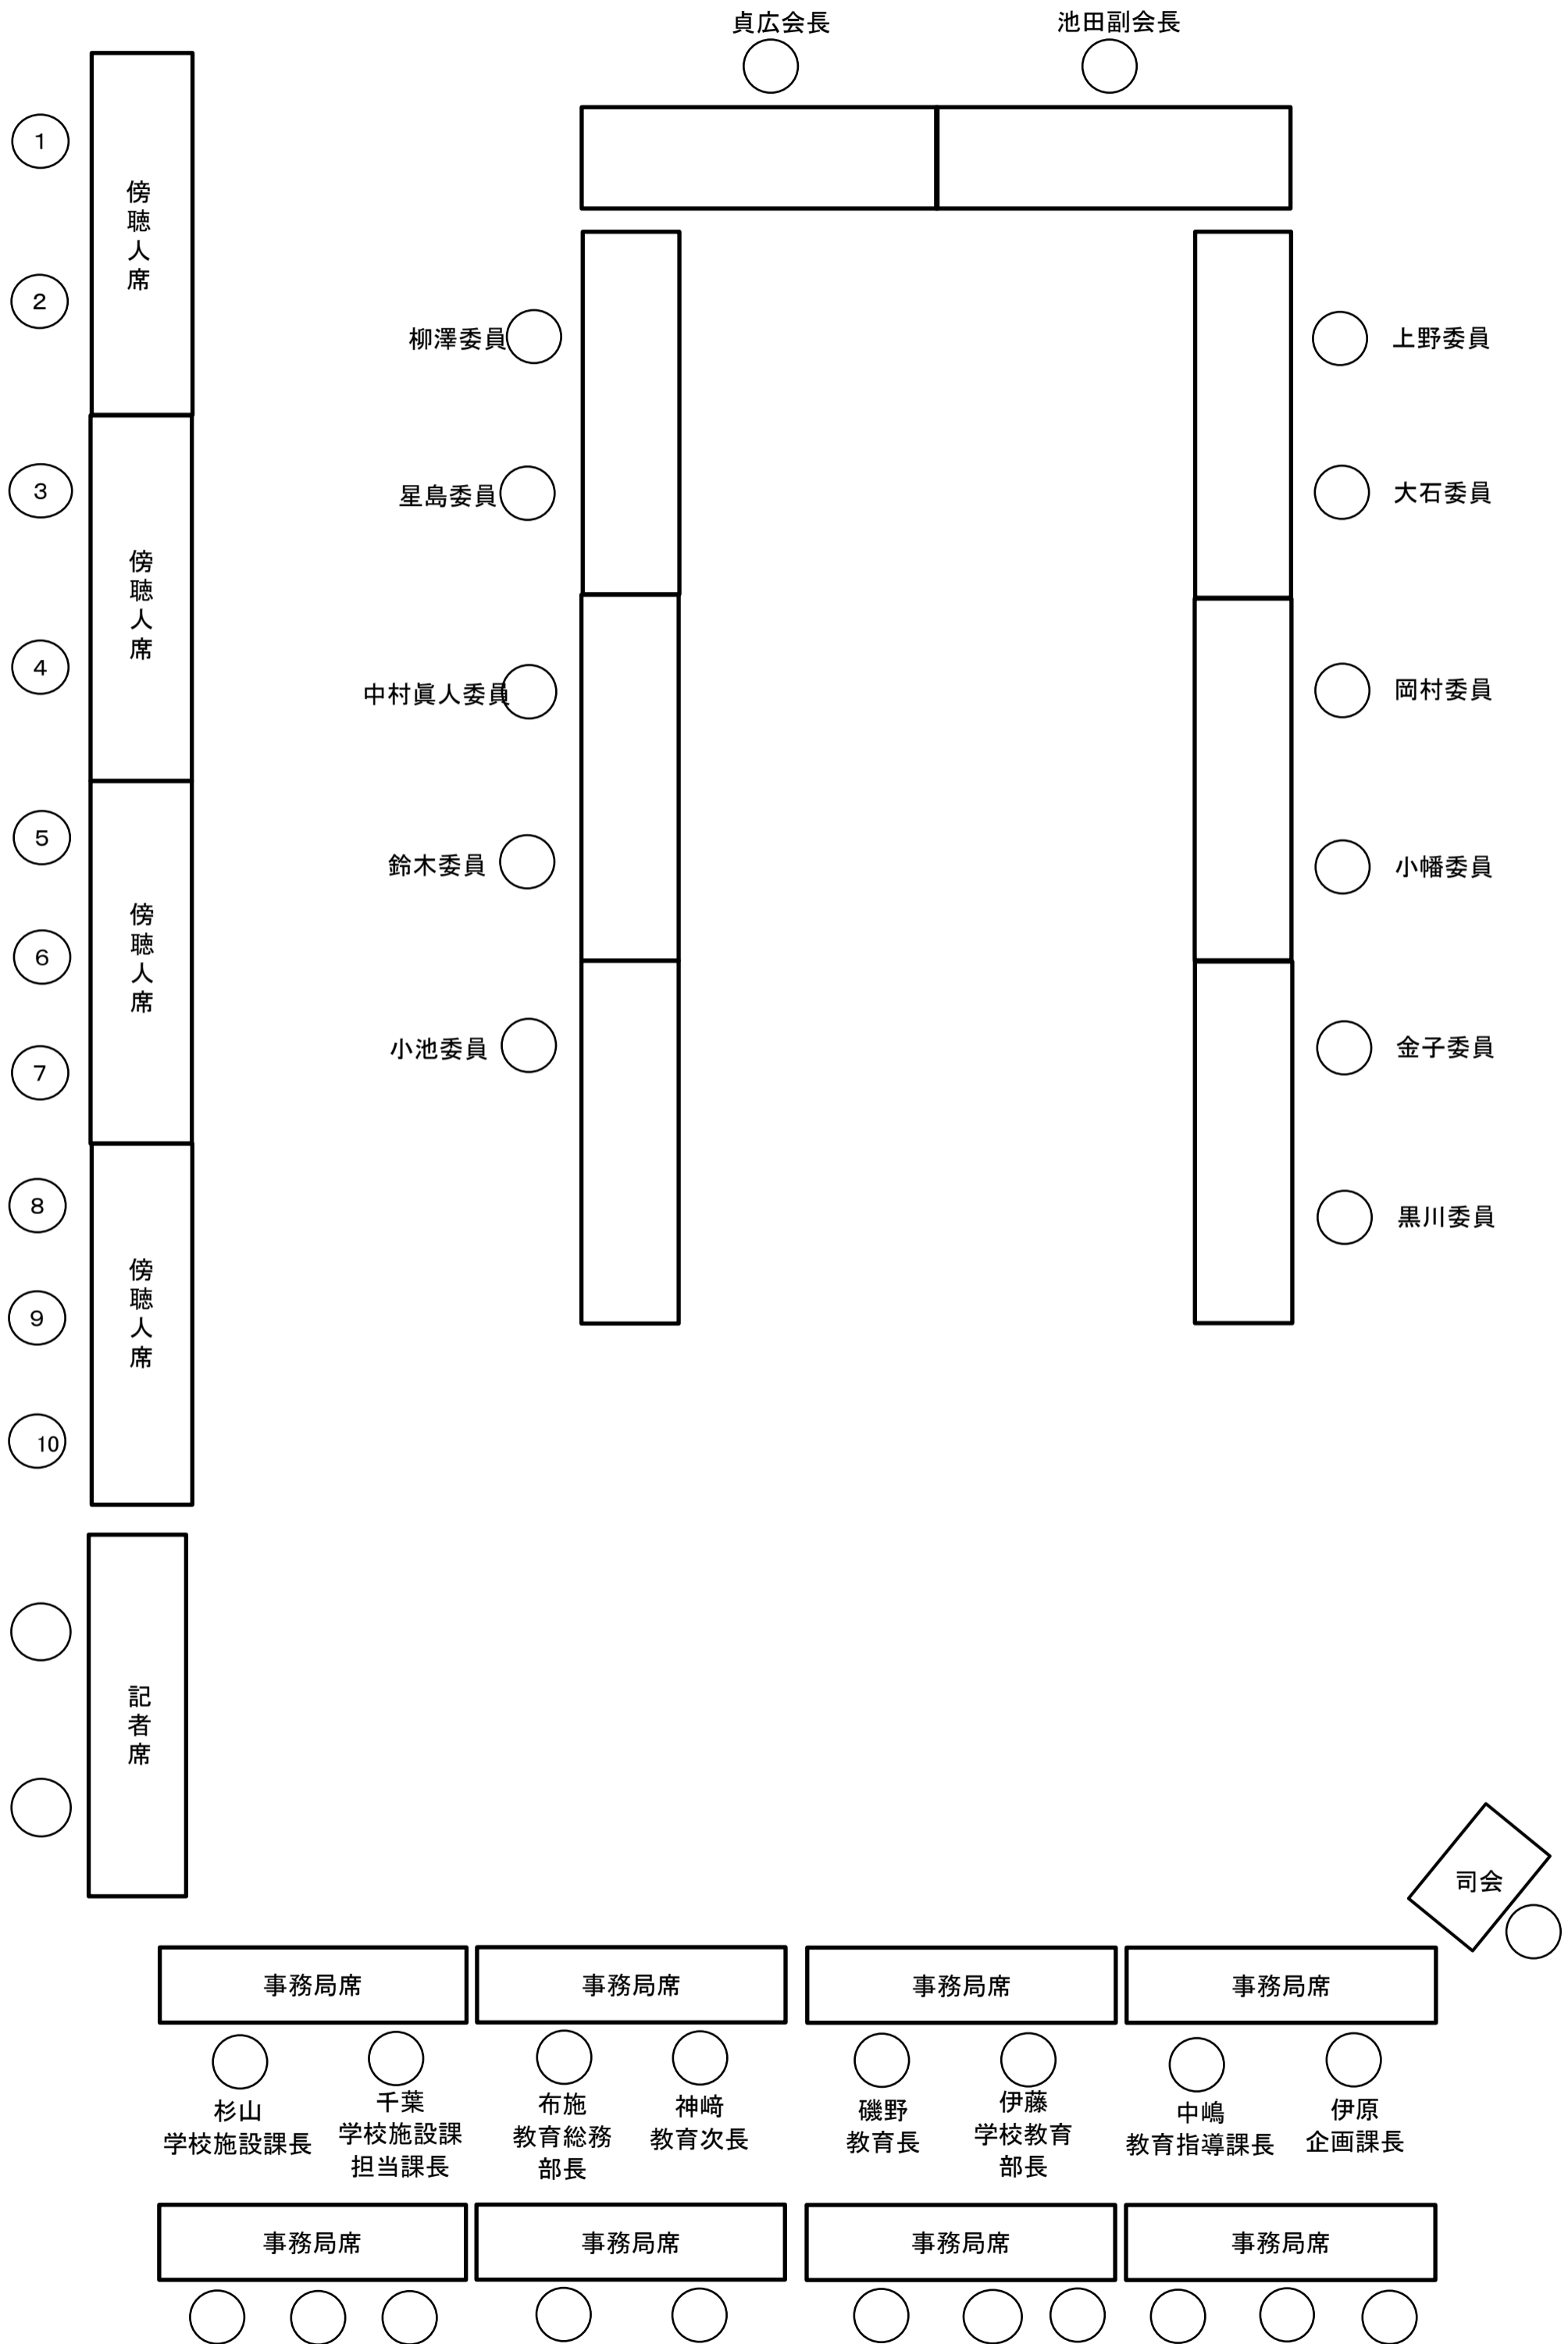 貞広会長
池田副会長
1
2
3
4
5
6
7
8
9
10
傍聴人席
傍聴人席
傍聴人席
傍聴人席
記者席
柳澤委員
星島委員
中村眞人委員
鈴木委員
小池委員
上野委員
大石委員
岡村委員
小幡委員
金子委員
黒川委員
司会
事務局席
事務局席
事務局席
事務局席
杉山
学校施設課長
千葉
学校施設課
担当課長
布施
教育総務
部長
神﨑
教育次長
磯野
教育長
伊藤
学校教育
部長
中嶋
教育指導課長
伊原
企画課長
事務局席
事務局席
事務局席
事務局席